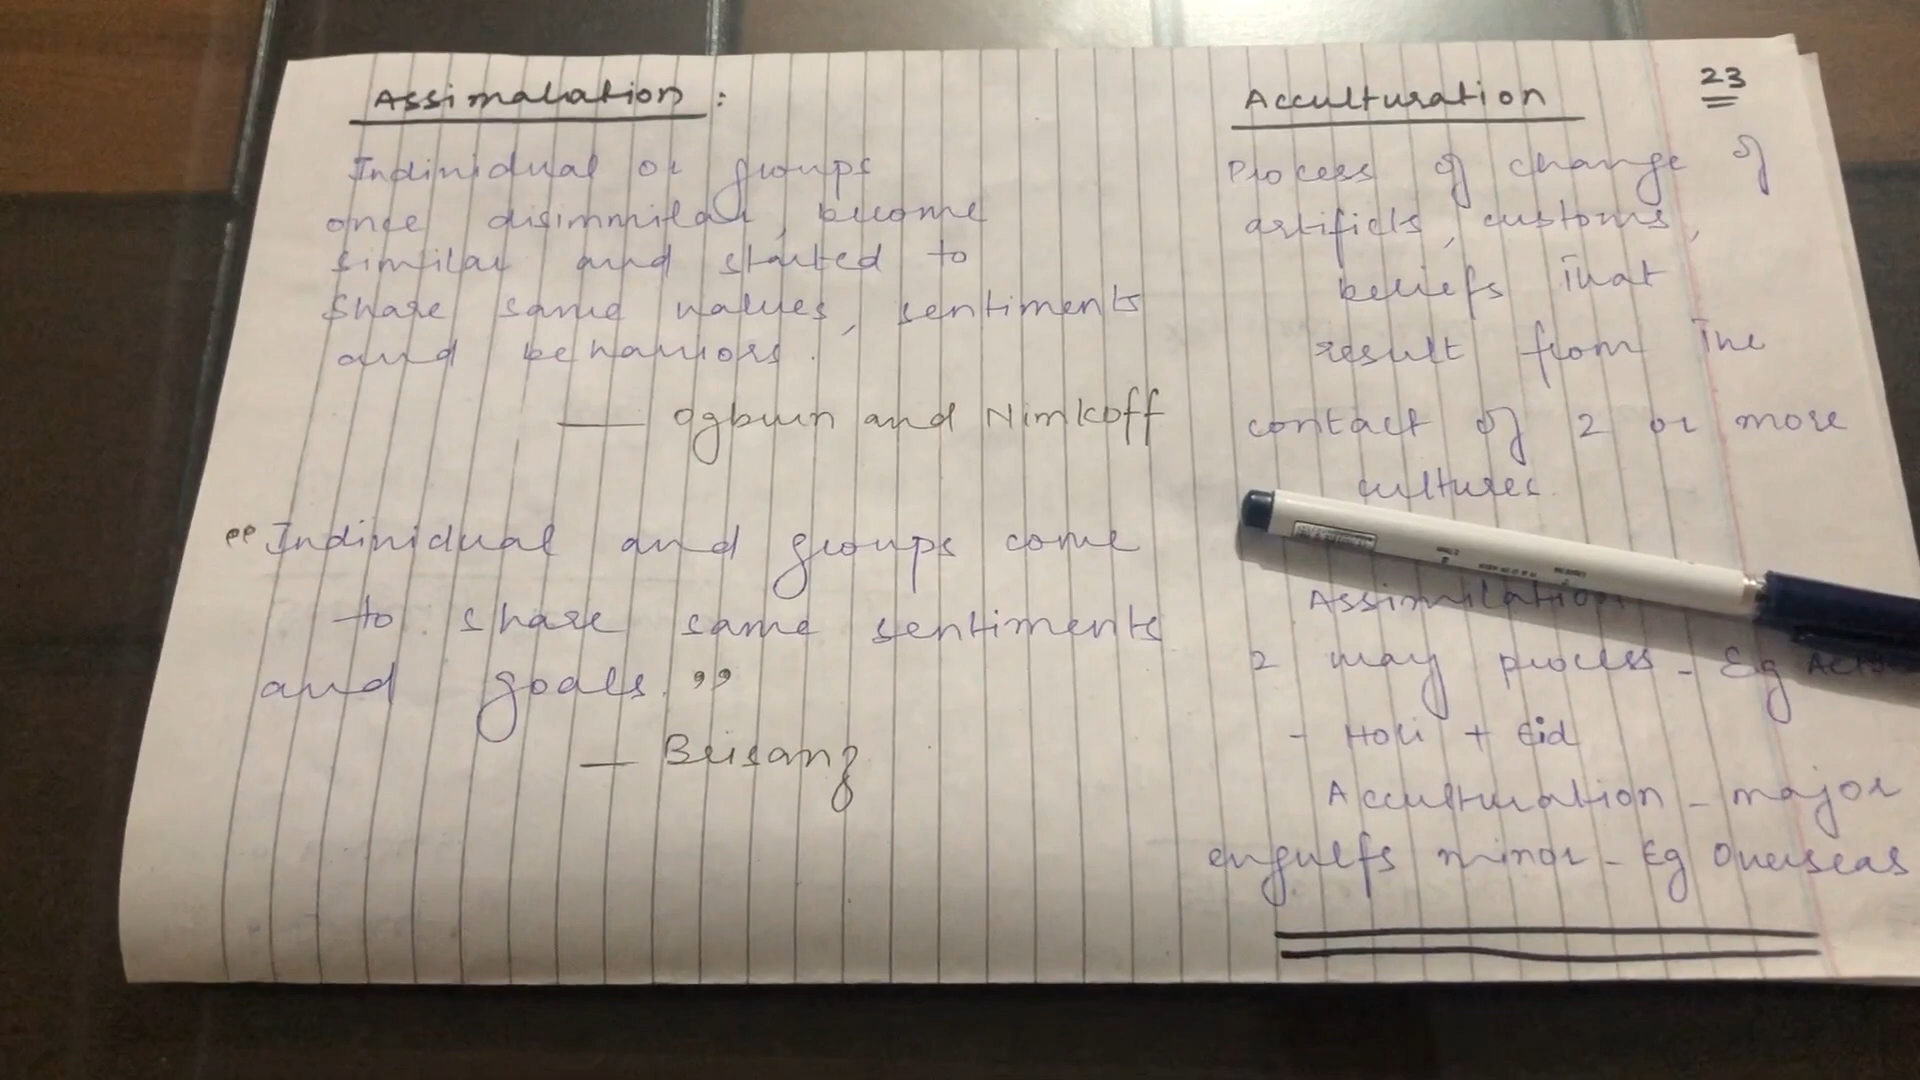 Assimalation :
Individual or groups
once disimmilar, become
similar and started to
share same values, sentiments
and behaviors.
— Ogburn and Nimkoff
"Individual and groups come
to share same sentiments
and goals."
— Beisanz
23
Acculturation
Process of change of
artificts, customs,
beliefs that
result from the
contact of 2 or more
cultures.
Assimilation
2 way process - Eg
- Holi + Eid
Acculturation - major
engulfs minor - Eg Overseas